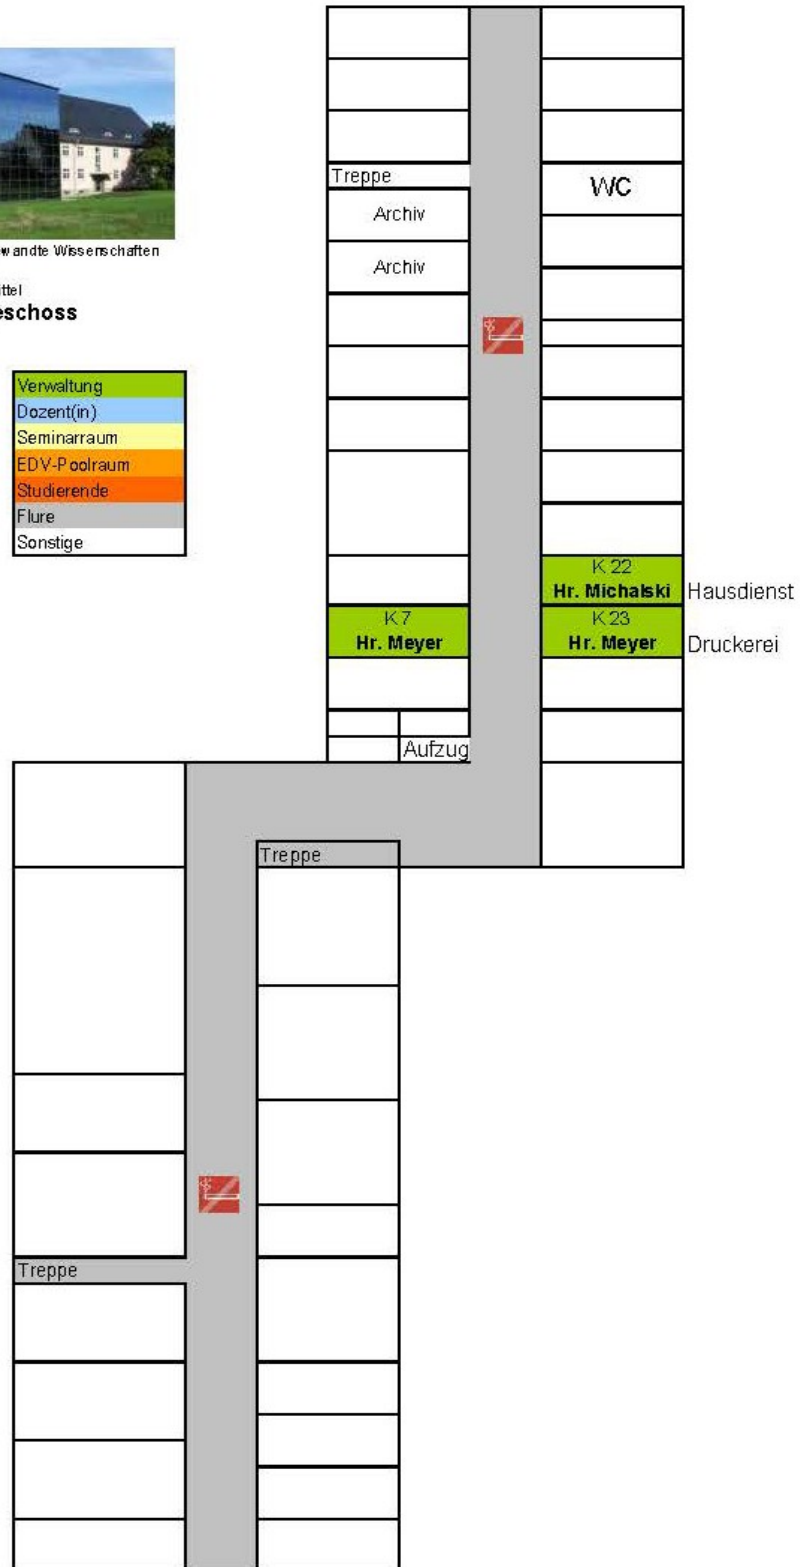 wandte Wissenschaften
ittel
eschoss
Verwaltung
Dozent(in)
Seminarraum
EDV-Poolraum
Studierende
Flure
Sonstige
Treppe
WC
Archiv
Archiv
K 22
Hr. Michalski Hausdienst
K 7
Hr. Meyer
K 23
Hr. Meyer Druckerei
Aufzug
Treppe
Treppe